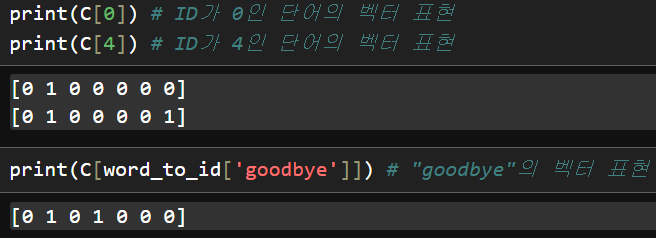 print(C[0]) # ID가 0인 단어의 벡터 표현
print(C[4]) # ID가 4인 단어의 벡터 표현
[0 1 0 0 0 0 0]
[0 1 0 0 0 0 1]
print(C[word_to_id['goodbye']]) # "goodbye"의 벡터 표현
[0 1 0 1 0 0 0]